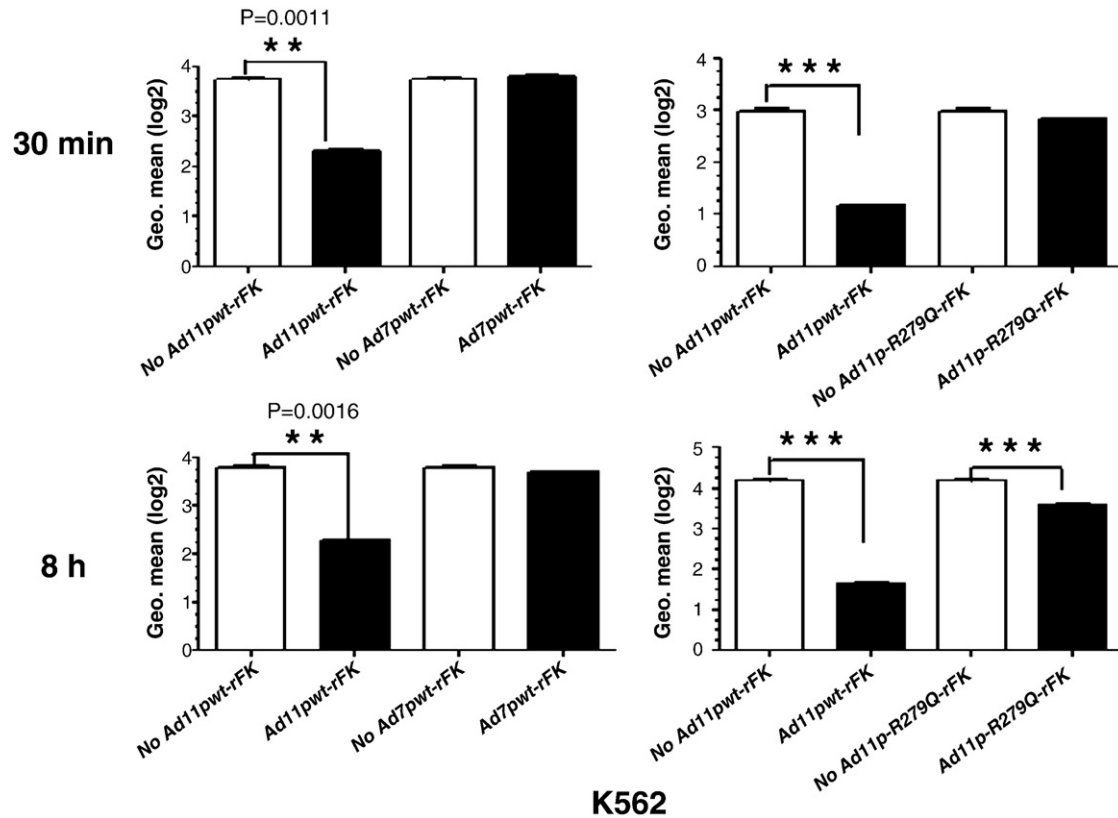 P=0.0011
* *
Geo. mean (log2)
4
3
2
1
0
No Ad11pwt-rFK
Ad11pwt-rFK
No Ad7pwt-rFK
Ad7pwt-rFK
* * *
Geo. mean (log2)
4
3
2
1
0
No Ad11pwt-rFK
Ad11pwt-rFK
No Ad11p-R279Q-rFK
Ad11p-R279Q-rFK
30 min
P=0.0016
* *
Geo. mean (log2)
4
3
2
1
0
No Ad11pwt-rFK
Ad11pwt-rFK
No Ad7pwt-rFK
Ad7pwt-rFK
* * *
* * *
Geo. mean (log2)
5
4
3
2
1
0
No Ad11pwt-rFK
Ad11pwt-rFK
No Ad11p-R279Q-rFK
Ad11p-R279Q-rFK
8 h
K562